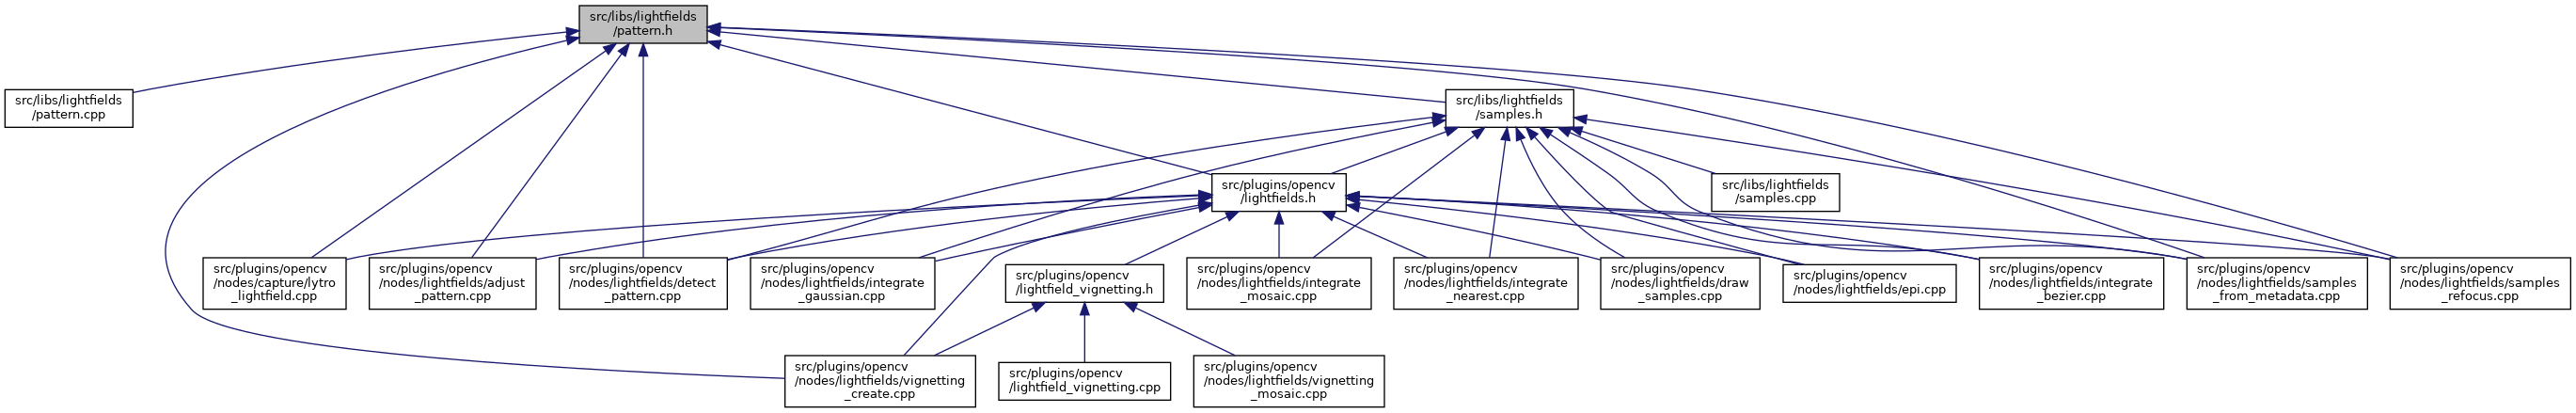 src/libs/lightfields
/pattern.h
src/libs/lightfields
/pattern.cpp
src/libs/lightfields
/samples.h
src/plugins/opencv
/lightfields.h
src/libs/lightfields
/samples.cpp
src/plugins/opencv
/nodes/capture/lytro
_lightfield.cpp
src/plugins/opencv
/nodes/lightfields/adjust
_pattern.cpp
src/plugins/opencv
/nodes/lightfields/detect
_pattern.cpp
src/plugins/opencv
/nodes/lightfields/integrate
_gaussian.cpp
src/plugins/opencv
/lightfield_vignetting.h
src/plugins/opencv
/nodes/lightfields/integrate
_mosaic.cpp
src/plugins/opencv
/nodes/lightfields/integrate
_nearest.cpp
src/plugins/opencv
/nodes/lightfields/draw
_samples.cpp
src/plugins/opencv
/nodes/lightfields/epi.cpp
src/plugins/opencv
/nodes/lightfields/integrate
_bezier.cpp
src/plugins/opencv
/nodes/lightfields/samples
_from_metadata.cpp
src/plugins/opencv
/nodes/lightfields/samples
_refocus.cpp
src/plugins/opencv
/nodes/lightfields/vignetting
_create.cpp
src/plugins/opencv
/lightfield_vignetting.cpp
src/plugins/opencv
/nodes/lightfields/vignetting
_mosaic.cpp